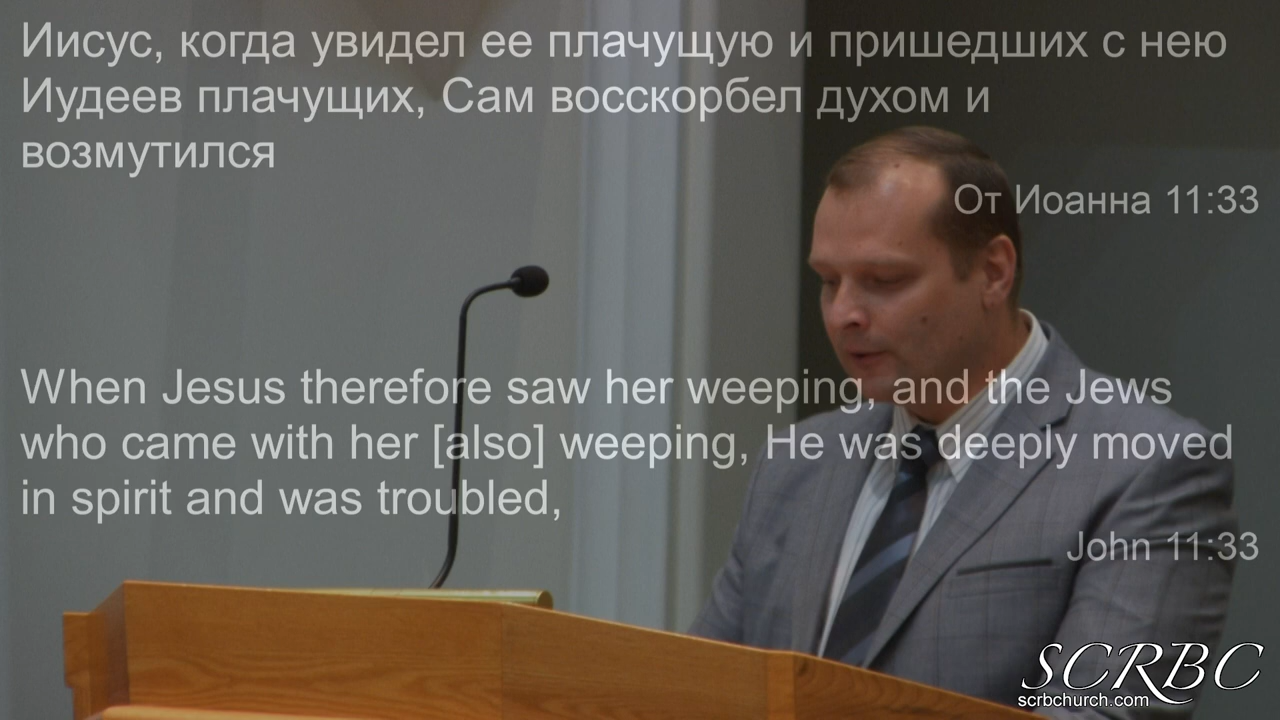 Иисус, когда увидел ее плачущую и пришедших с нею
Иудеев плачущих, Сам восскорбел духом и
возмутился
От Иоанна 11:33
When Jesus therefore saw her weeping, and the Jews
who came with her [also] weeping, He was deeply moved
in spirit and was troubled,
John 11:33
SCRBC
scrbchurch.com